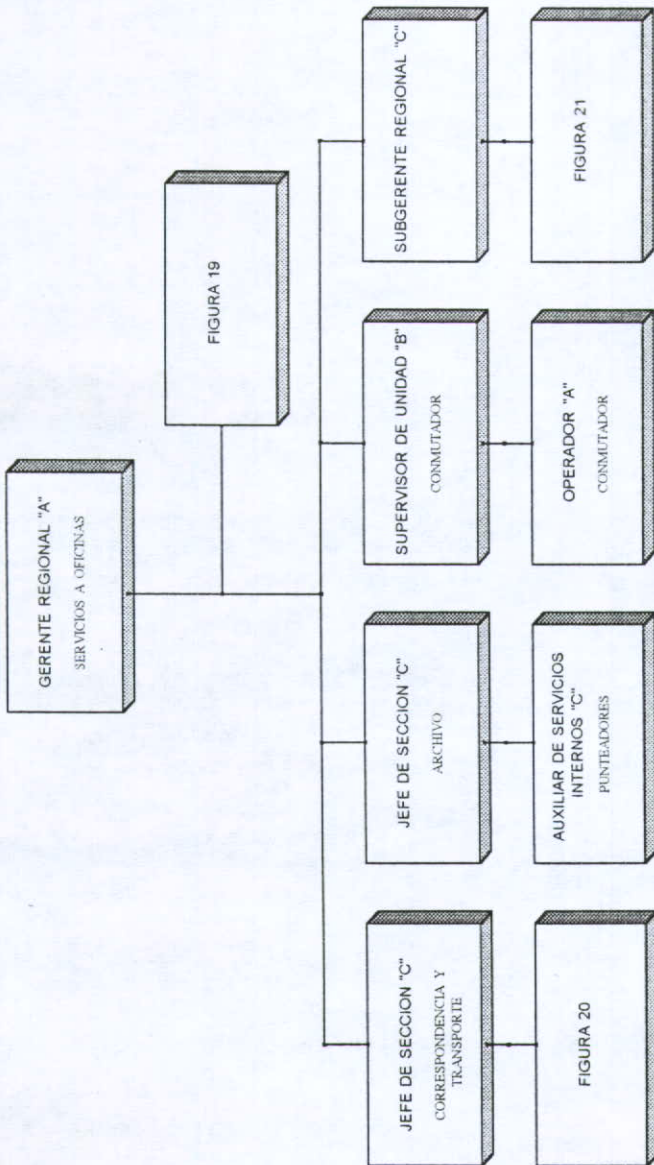 GERENTE REGIONAL "A"
SERVICIOS A OFICINAS
FIGURA 19
JEFE DE SECCION "C"
CORRESPONDENCIA Y
TRANSPORTE
JEFE DE SECCION "C"
ARCHIVO
SUPERVISOR DE UNIDAD "B"
CONMUTADOR
SUBGERENTE REGIONAL "C"
FIGURA 20
AUXILIAR DE SERVICIOS
INTERNOS "C"
PUNTEADORES
OPERADOR "A"
CONMUTADOR
FIGURA 21